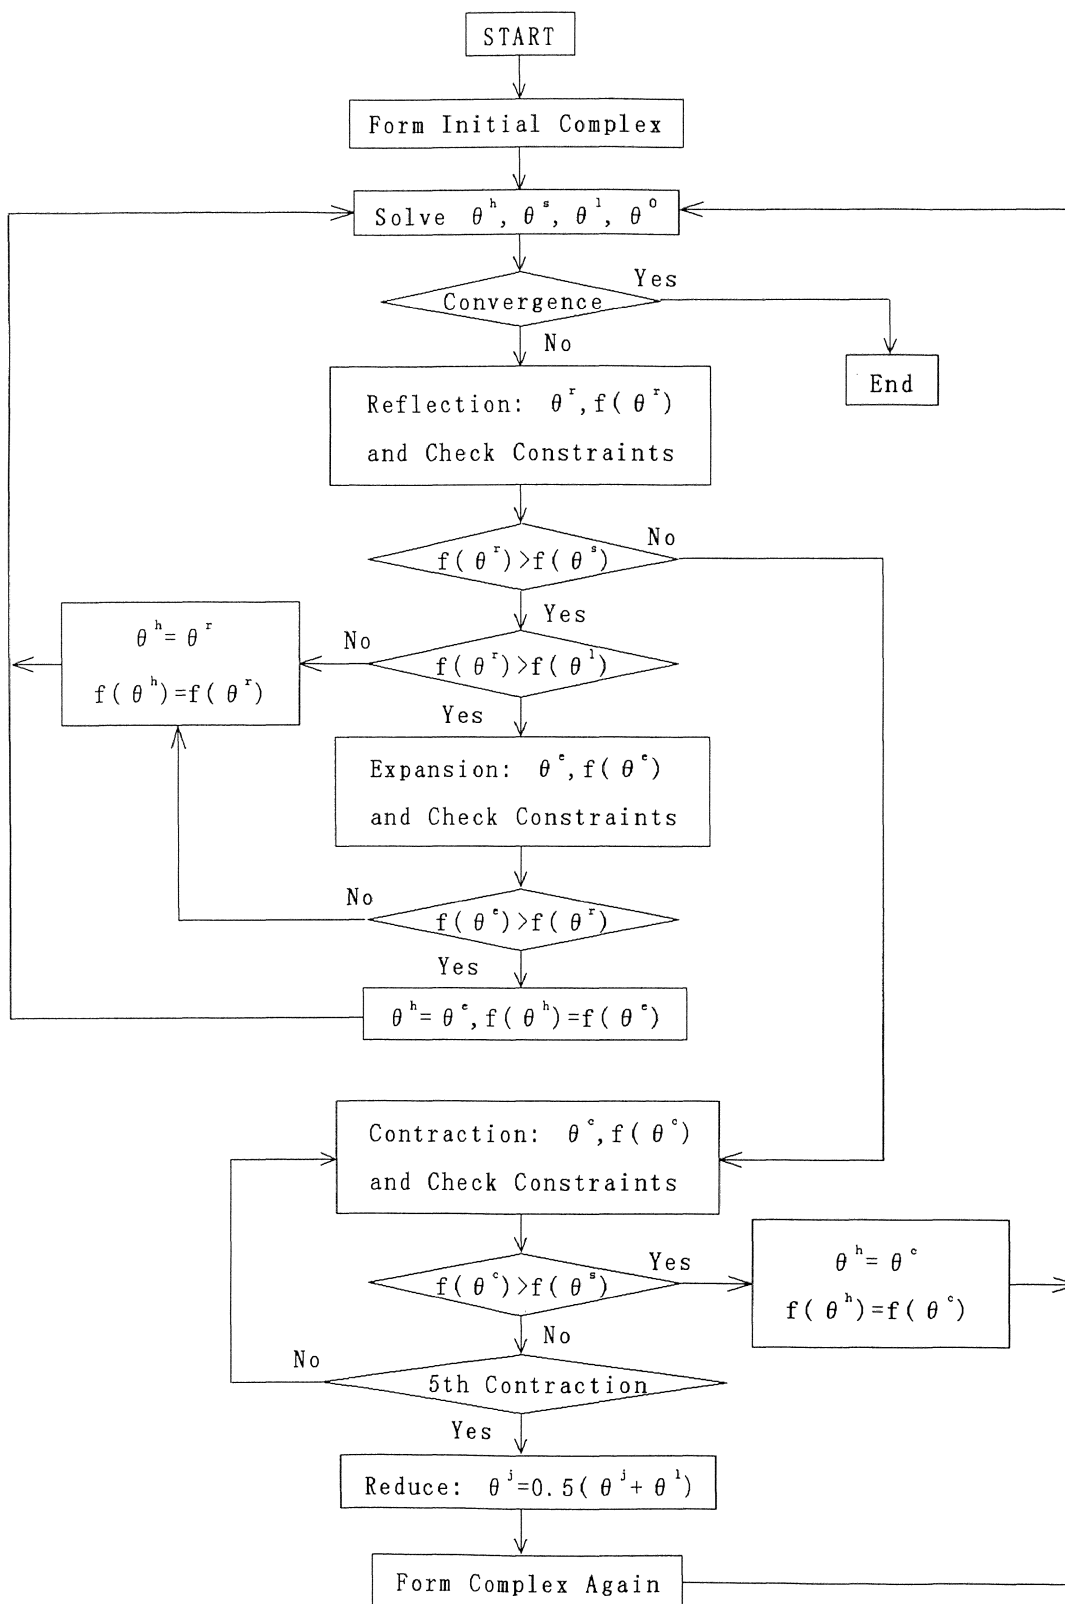 START
Form Initial Complex
Solve θ^h, θ^s, θ^l, θ^0
Yes
Convergence
No
End
Reflection: θ^r, f(θ^r)
and Check Constraints
No
f(θ^r)>f(θ^s)
Yes
θ^h= θ^r
f(θ^h)=f(θ^r)
No
f(θ^r)>f(θ^l)
Yes
Expansion: θ^e, f(θ^e)
and Check Constraints
No
f(θ^e)>f(θ^r)
Yes
θ^h= θ^e, f(θ^h)=f(θ^e)
Contraction: θ^c, f(θ^c)
and Check Constraints
Yes
f(θ^c)>f(θ^s)
θ^h= θ^c
f(θ^h)=f(θ^c)
No
No
5th Contraction
Yes
Reduce: θ^j=0.5(θ^j+ θ^l)
Form Complex Again